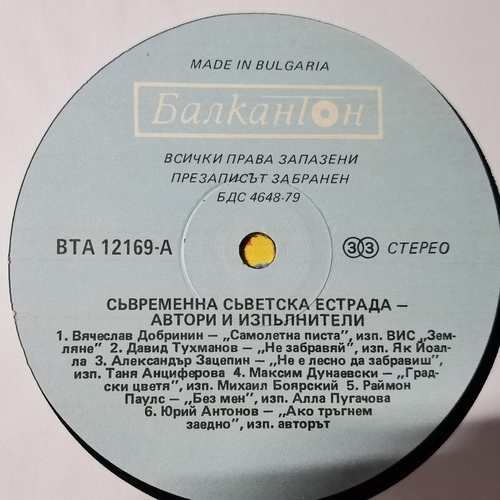 MADE IN BULGARIA
БалканТон
ВСИЧКИ ПРАВА ЗАПАЗЕНИ
ПРЕЗАПИСЪТ ЗАБРАНЕН
БДС 4648-79
ВТА 12169-А
33 СТЕРЕО
СЪВРЕМЕННА СЪВЕТСКА ЕСТРАДА –
АВТОРИ И ИЗПЪЛНИТЕЛИ
1. Вячеслав Добринин – „Самолетна писта", изп. ВИС „Зем-
ляне" 2. Давид Тухманов – „Не забравяй", изп. Як Йоал-
ла 3. Александър Зацепин – „Не е лесно да забравиш",
изп. Таня Анциферова 4. Максим Дунаевски – „Град-
ски цветя", изп. Михаил Боярский 5. Раймон
Паулс – „Без мен", изп. Алла Пугачова
6. Юрий Антонов – „Ако тръгнем
заедно", изп. авторът